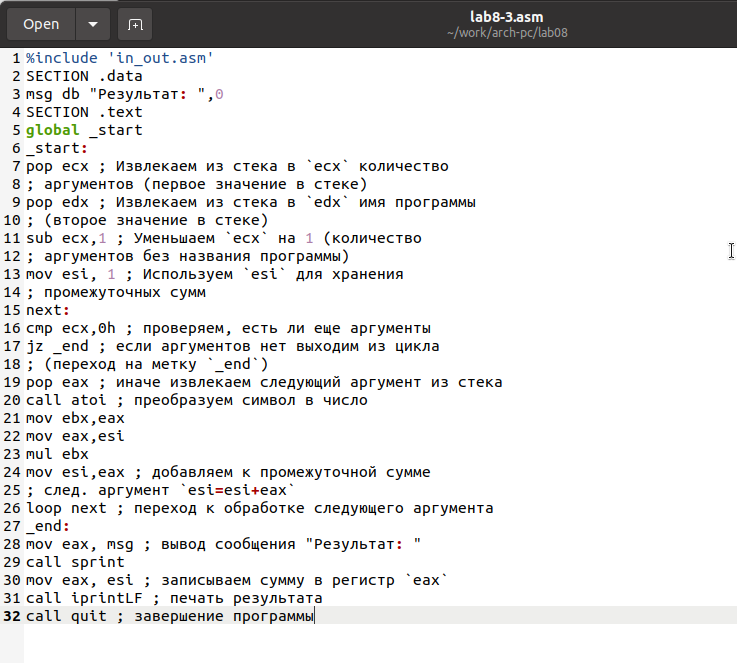 Open
lab8-3.asm
~/work/arch-pc/lab08
1 %include 'in_out.asm'
2 SECTION .data
3 msg db "Результат: ",0
4 SECTION .text
5 global _start
6 _start:
7 pop ecx ; Извлекаем из стека в `ecx` количество
8 ; аргументов (первое значение в стеке)
9 pop edx ; Извлекаем из стека в `edx` имя программы
10 ; (второе значение в стеке)
11 sub ecx,1 ; Уменьшаем `ecx` на 1 (количество
12 ; аргументов без названия программы)
13 mov esi, 1 ; Используем `esi` для хранения
14 ; промежуточных сумм
15 next:
16 cmp ecx,0h ; проверяем, есть ли еще аргументы
17 jz _end ; если аргументов нет выходим из цикла
18 ; (переход на метку `_end`)
19 pop eax ; иначе извлекаем следующий аргумент из стека
20 call atoi ; преобразуем символ в число
21 mov ebx,eax
22 mov eax,esi
23 mul ebx
24 mov esi,eax ; добавляем к промежуточной сумме
25 ; след. аргумент `esi=esi+eax`
26 loop next ; переход к обработке следующего аргумента
27 _end:
28 mov eax, msg ; вывод сообщения "Результат: "
29 call sprint
30 mov eax, esi ; записываем сумму в регистр `eax`
31 call iprintLF ; печать результата
32 call quit ; завершение программы